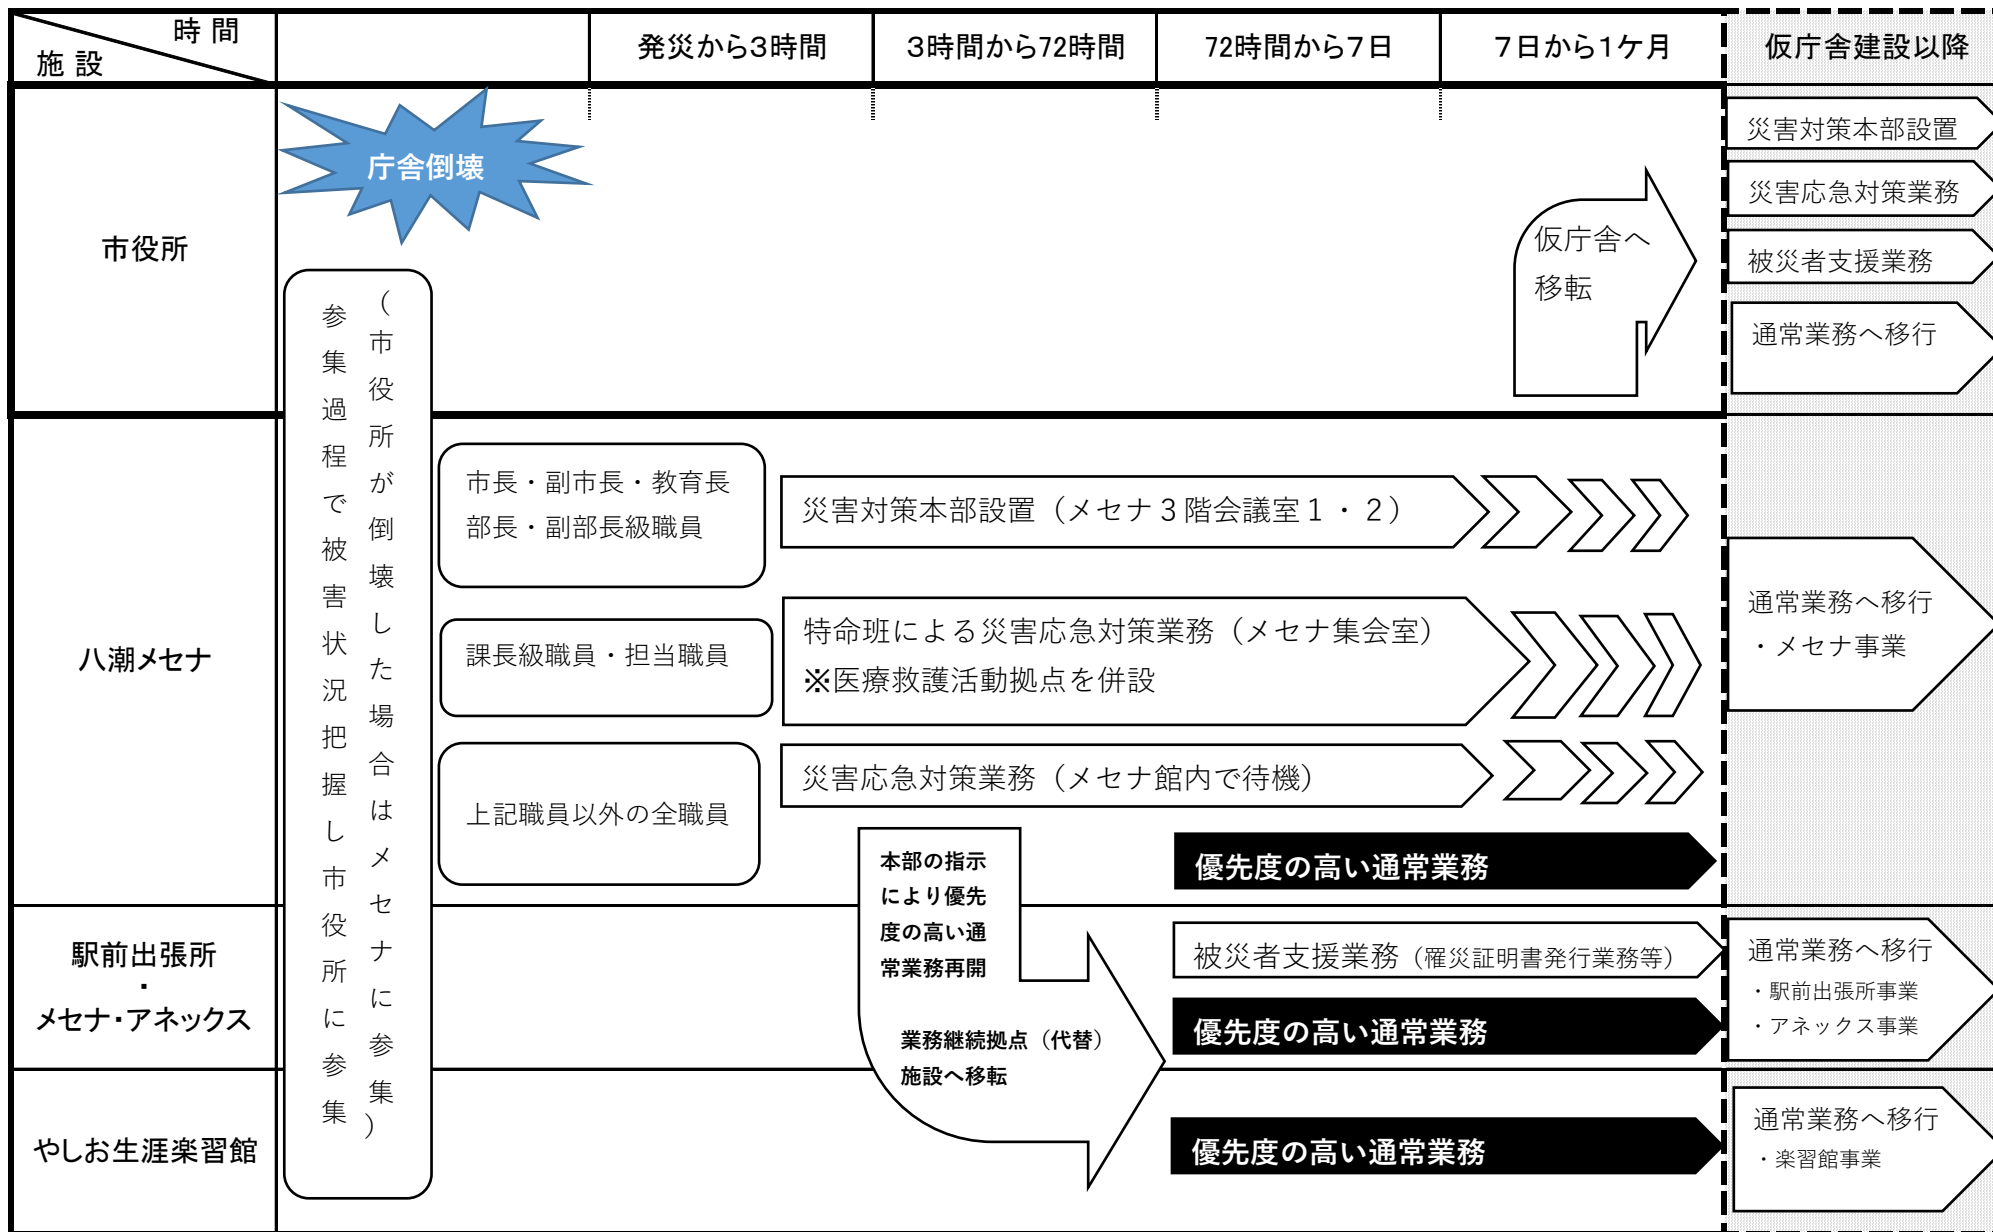 時 間
施 設
発災から３時間
３時間から72時間
72時間から７日
７日から１ケ月
仮庁舎建設以降
市役所
庁舎倒壊
仮庁舎へ
移転
災害対策本部設置
災害応急対策業務
被災者支援業務
通常業務へ移行
（市役所が倒壊した場合はメセナに参集）
参集過程で被害状況把握し市役所に参集
八潮メセナ
市長・副市長・教育長
部長・副部長級職員
災害対策本部設置（メセナ３階会議室１・２）
課長級職員・担当職員
特命班による災害応急対策業務（メセナ集会室）
※医療救護活動拠点を併設
上記職員以外の全職員
災害応急対策業務（メセナ館内で待機）
優先度の高い通常業務
通常業務へ移行
・メセナ事業
本部の指示
により優先
度の高い通
常業務再開
業務継続拠点（代替）
施設へ移転
駅前出張所
・
メセナ・アネックス
被災者支援業務（罹災証明書発行業務等）
優先度の高い通常業務
通常業務へ移行
・駅前出張所事業
・アネックス事業
やしお生涯楽習館
優先度の高い通常業務
通常業務へ移行
・楽習館事業